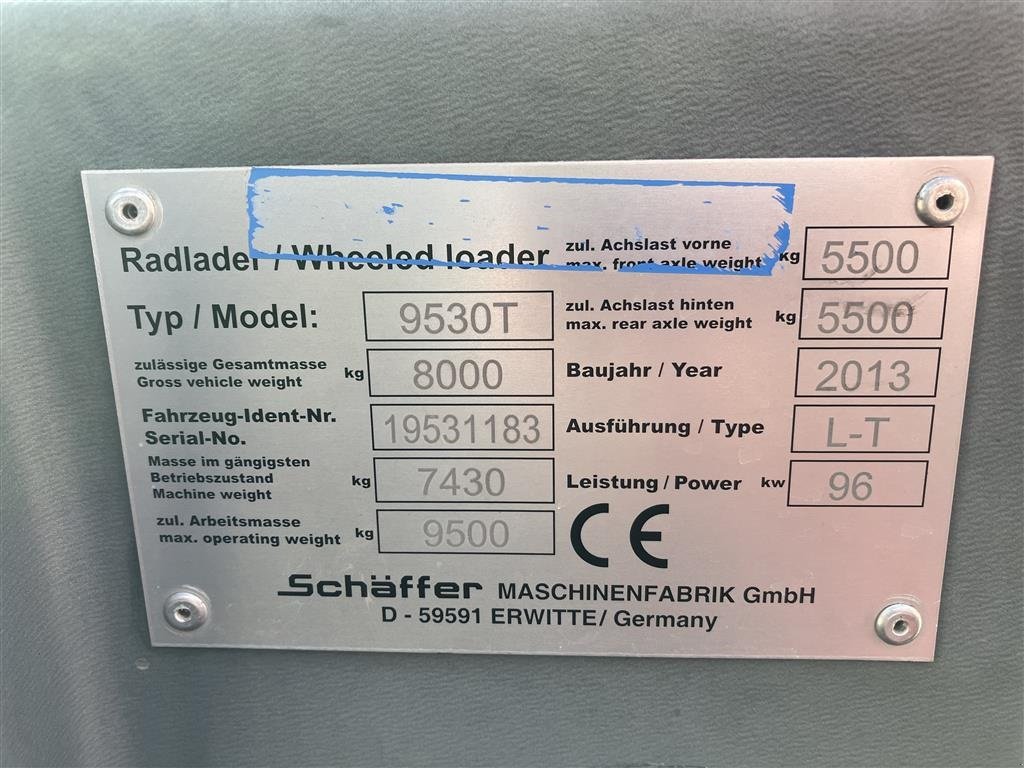 Radlader / Wheeled loader
zul. Achslast vorne
max. front axle weight
kg 5500
Typ / Model: 9530T
zul. Achslast hinten
max. rear axle weight
kg 5500
zulässige Gesamtmasse
Gross vehicle weight
kg 8000
Baujahr / Year 2013
Fahrzeug-Ident-Nr.
Serial-No.
19531183
Ausführung / Type L-T
Masse im gängigsten
Betriebszustand
Machine weight
kg 7430
Leistung / Power kw 96
zul. Arbeitsmasse
max. operating weight
kg 9500
CE
Schäffer MASCHINENFABRIK GmbH
D - 59591 ERWITTE / Germany